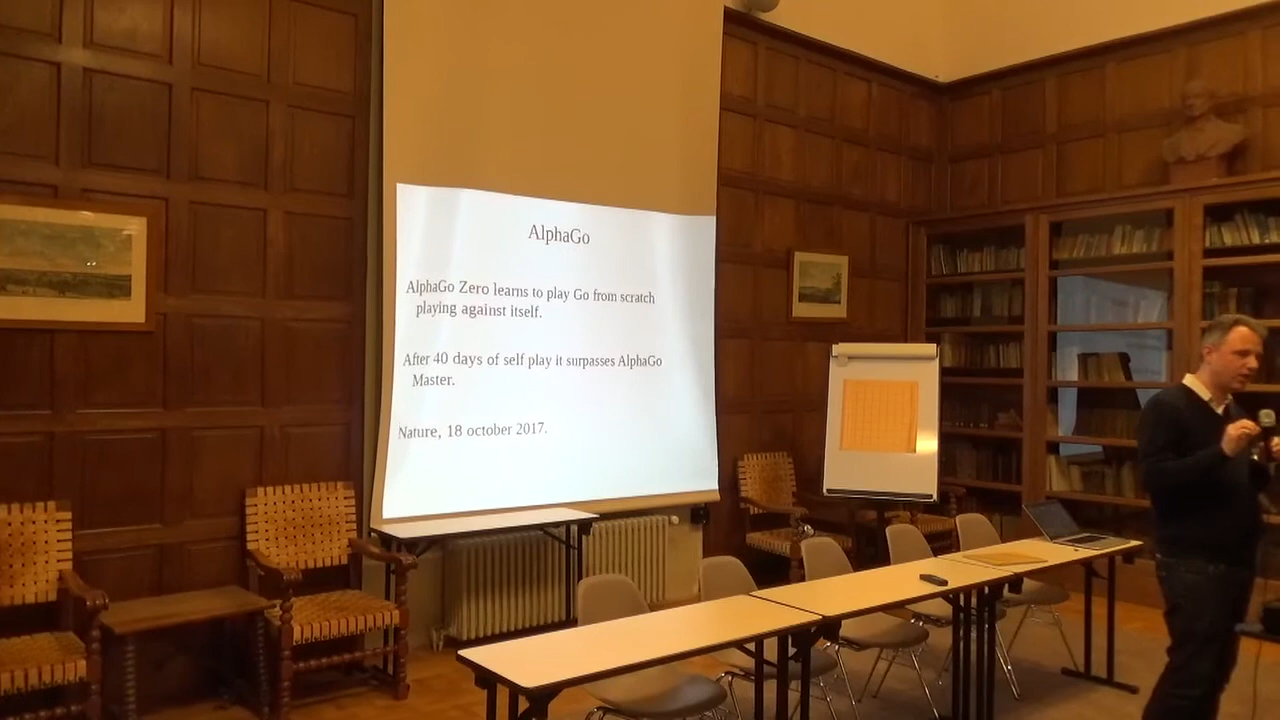 AlphaGo
AlphaGo Zero learns to play Go from scratch
playing against itself.
After 40 days of self play it surpasses AlphaGo
Master.
Nature, 18 october 2017.